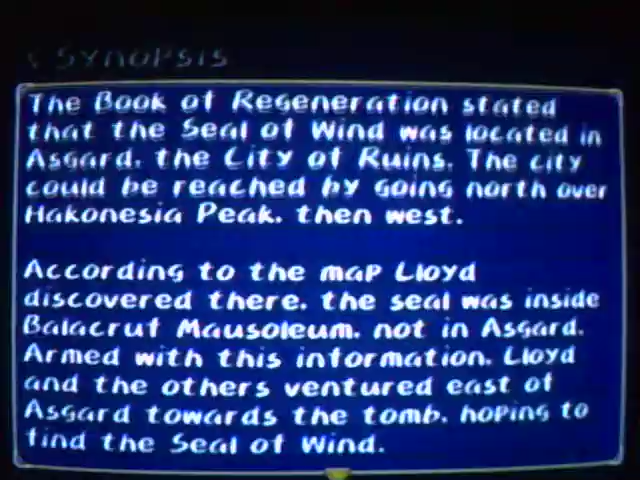 Synopsis
The Book of Regeneration stated
that the Seal of Wind was located in
Asgard, the City of Ruins. The city
could be reached by going north over
Hakonesia Peak, then west.
According to the map Lloyd
discovered there, the seal was inside
Balacruf Mausoleum, not in Asgard.
Armed with this information, Lloyd
and the others ventured east of
Asgard towards the tomb, hoping to
find the Seal of Wind.